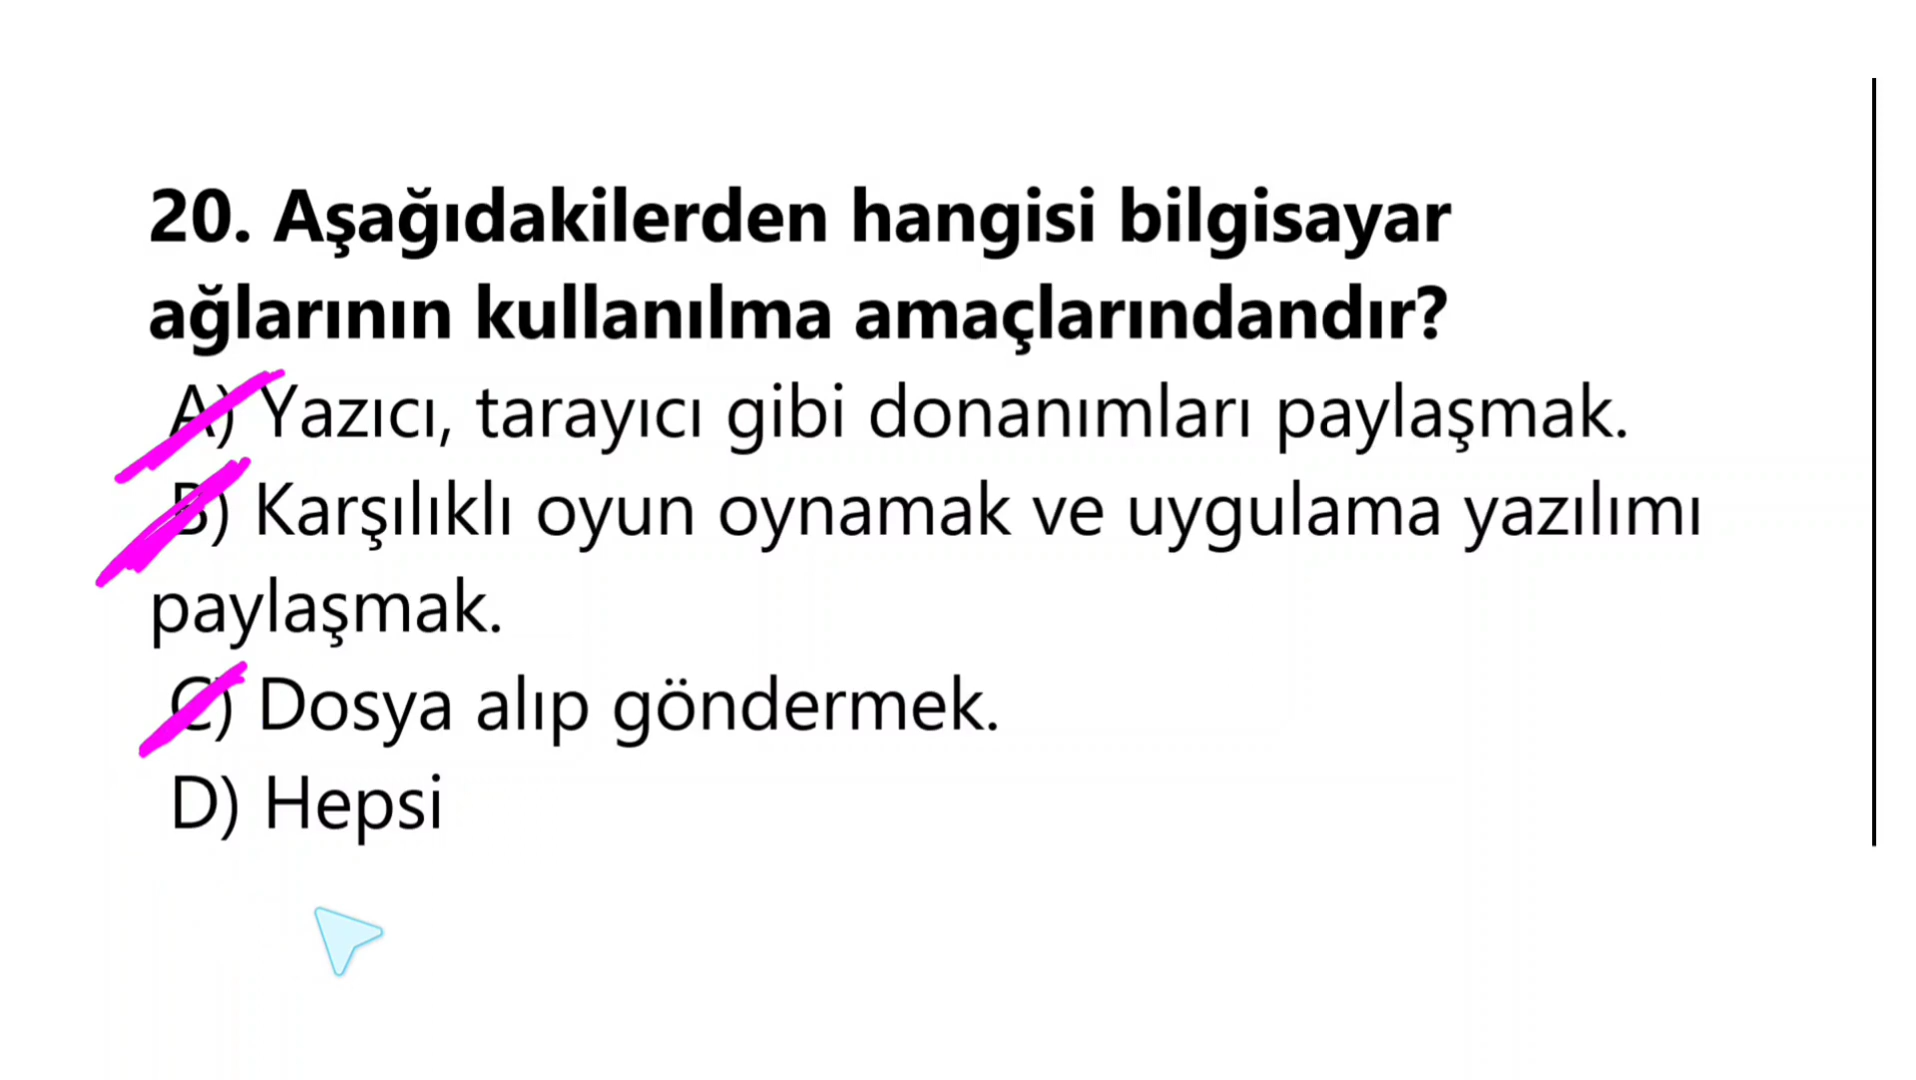 20. Aşağıdakilerden hangisi bilgisayar
ağlarının kullanılma amaçlarındandır?
A) Yazıcı, tarayıcı gibi donanımları paylaşmak.
B) Karşılıklı oyun oynamak ve uygulama yazılımı
paylaşmak.
C) Dosya alıp göndermek.
D) Hepsi